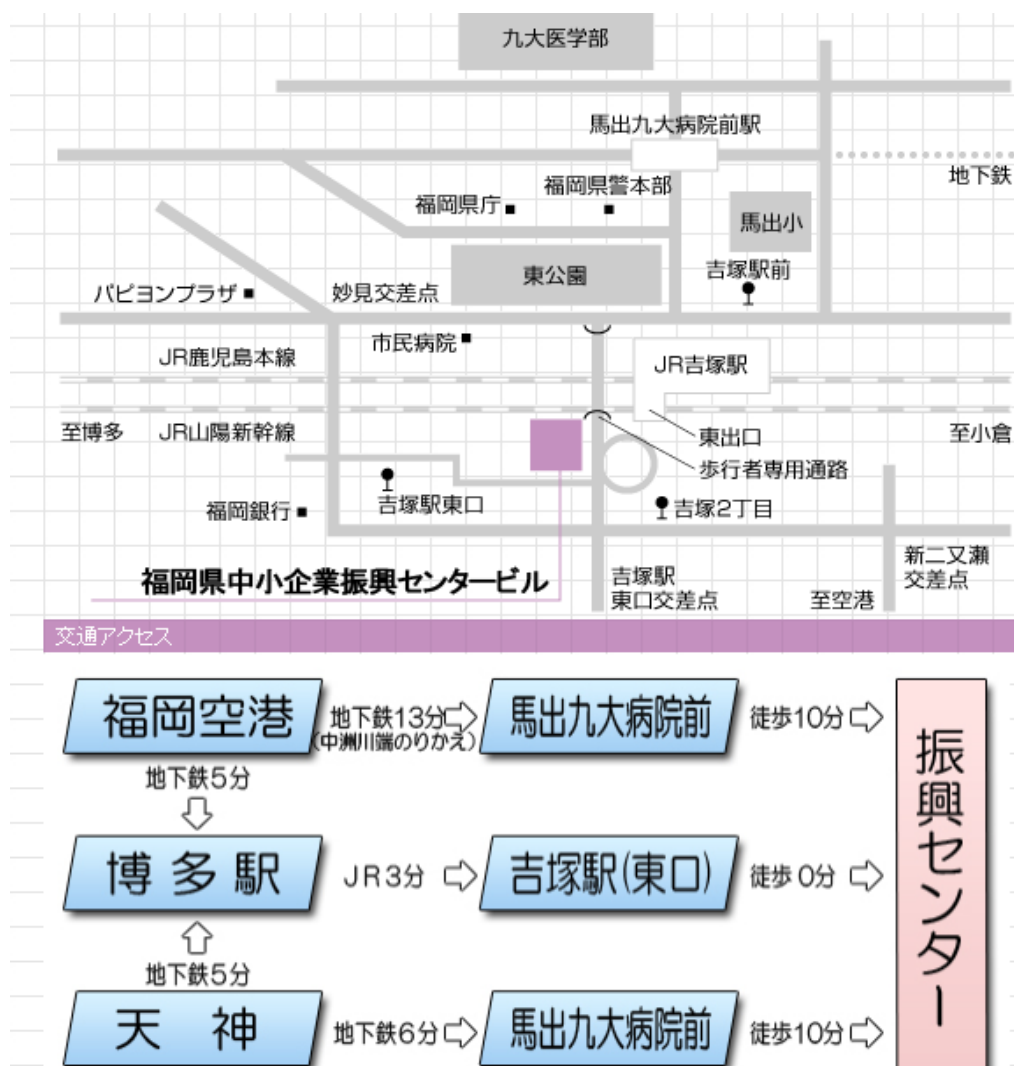 九大医学部
馬出九大病院前駅
地下鉄
福岡県警本部
福岡県庁
馬出小
吉塚駅前
東公園
パピヨンプラザ
妙見交差点
市民病院
JR鹿児島本線
JR吉塚駅
至博多
JR山陽新幹線
東出口
至小倉
歩行者専用通路
吉塚駅東口
福岡銀行
吉塚2丁目
新二又瀬
交差点
福岡県中小企業振興センタービル
吉塚駅
東口交差点
至空港
交通アクセス
福岡空港
地下鉄13分
(中洲川端のりかえ)
馬出九大病院前
徒歩10分
地下鉄5分
博多駅
JR3分
吉塚駅(東口)
徒歩0分
地下鉄5分
天神
地下鉄6分
馬出九大病院前
徒歩10分
振興センター